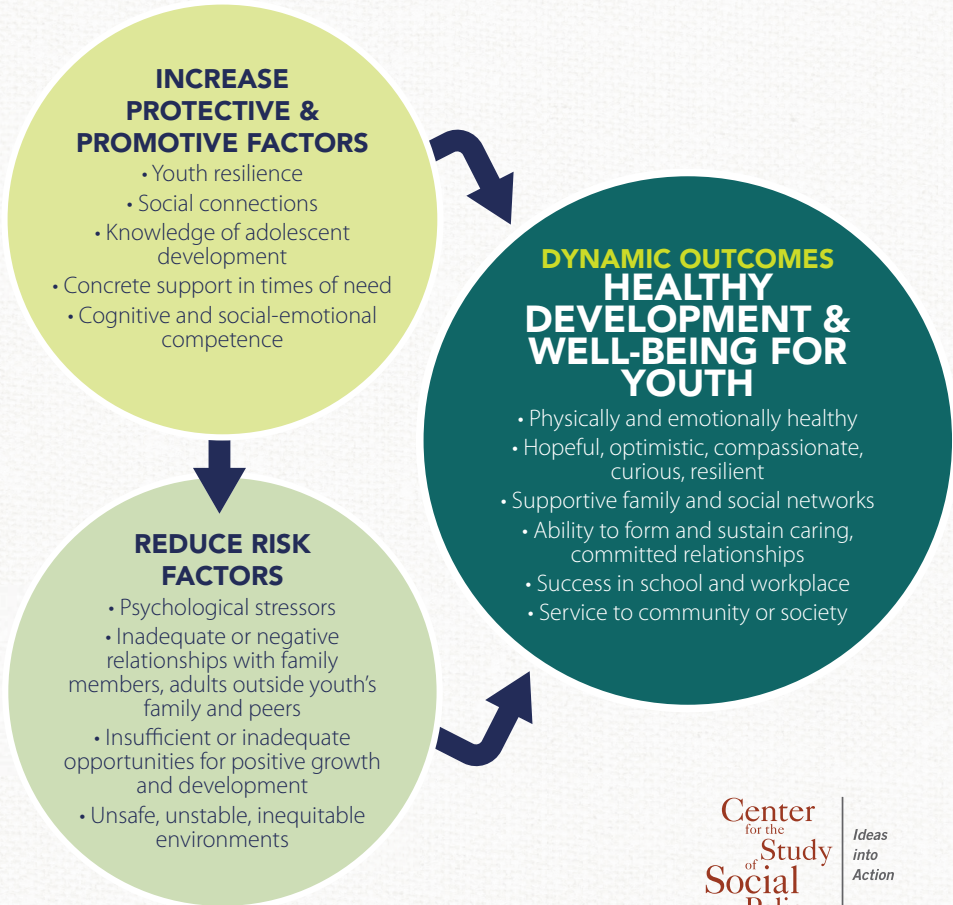 INCREASE
PROTECTIVE &
PROMOTIVE FACTORS
• Youth resilience
• Social connections
• Knowledge of adolescent
development
• Concrete support in times of need
• Cognitive and social-emotional
competence
REDUCE RISK
FACTORS
• Psychological stressors
• Inadequate or negative
relationships with family
members, adults outside youth’s
family and peers
• Insufficient or inadequate
opportunities for positive growth
and development
• Unsafe, unstable, inequitable
environments
DYNAMIC OUTCOMES
HEALTHY
DEVELOPMENT &
WELL-BEING FOR
YOUTH
• Physically and emotionally healthy
• Hopeful, optimistic, compassionate,
curious, resilient
• Supportive family and social networks
• Ability to form and sustain caring,
committed relationships
• Success in school and workplace
• Service to community or society
Center
for the
Study
of
Social
Ideas
into
Action